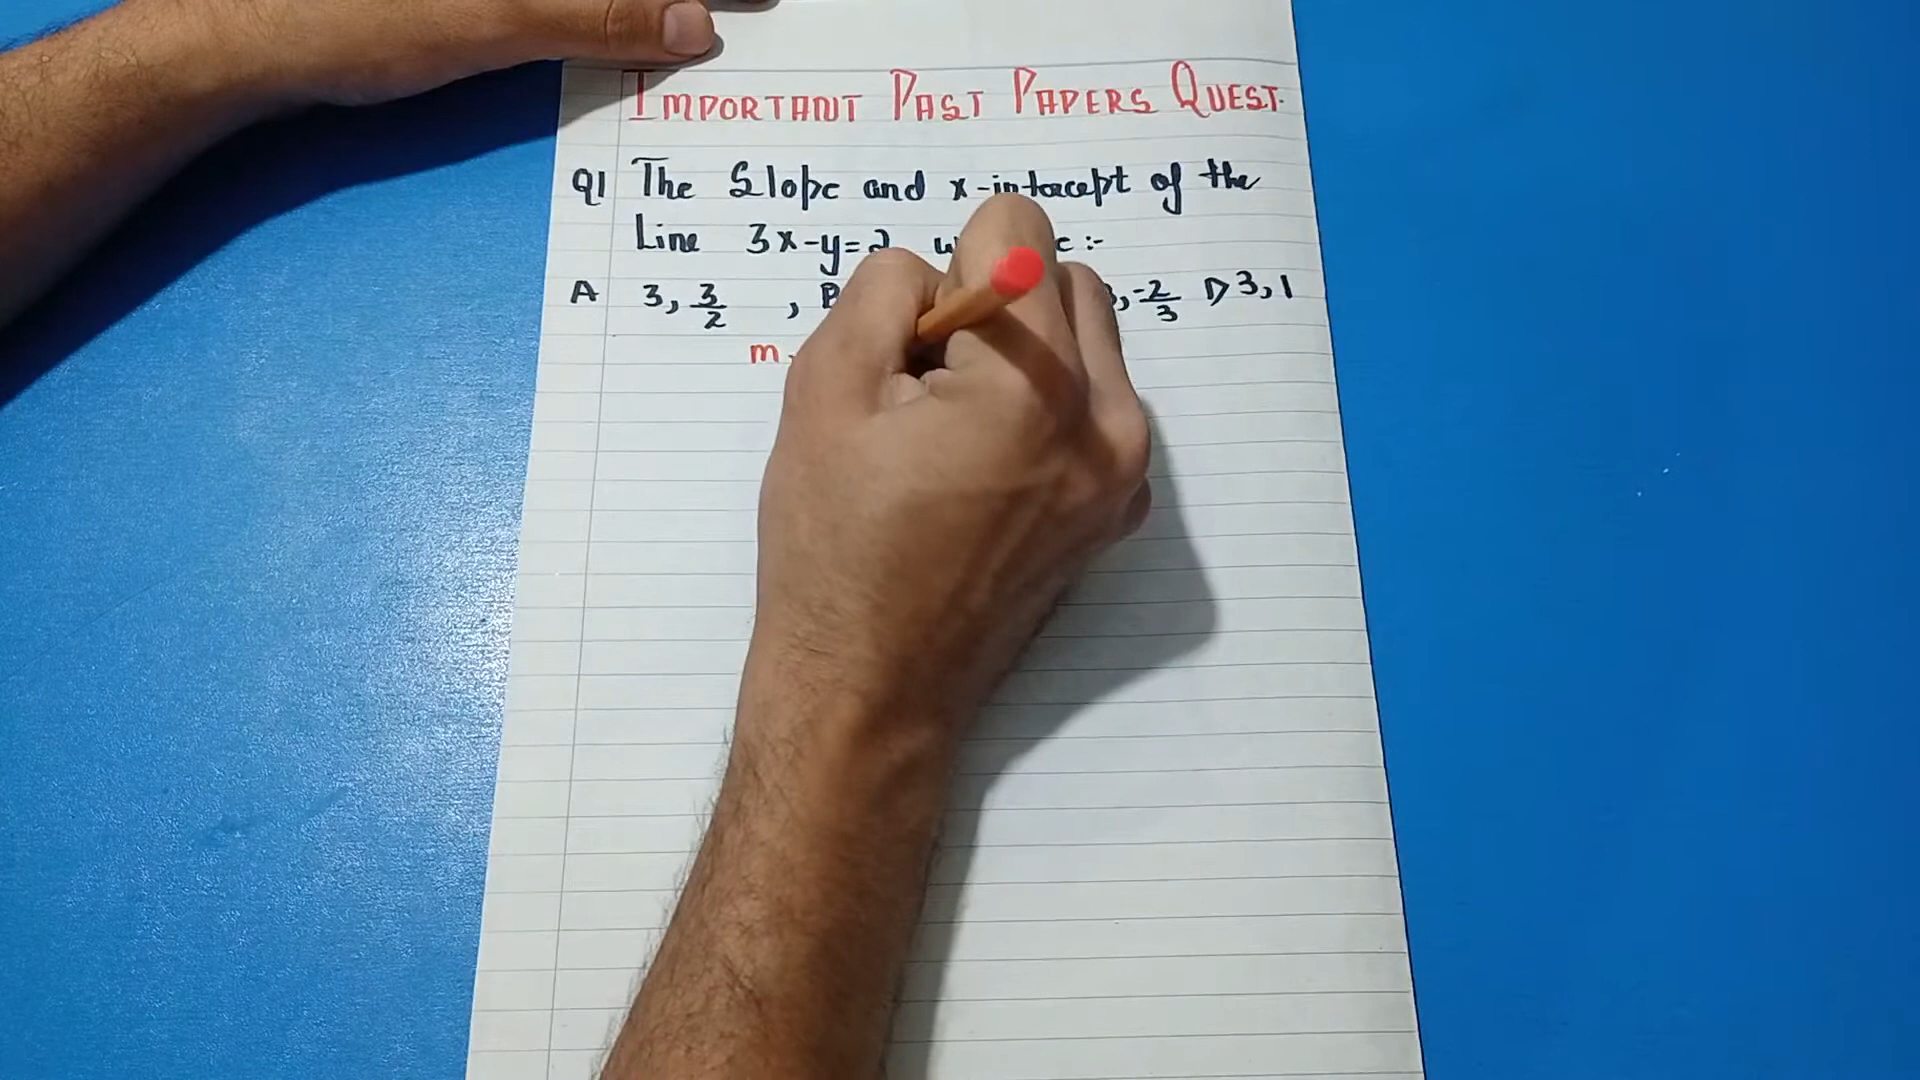 IMPORTANT PAST PAPERS QUEST.
Q1 The Slope and x-intercept of the
Line 3x-y=2 :-
A 3, 3/2 , B , -2/3 D 3, 1
m